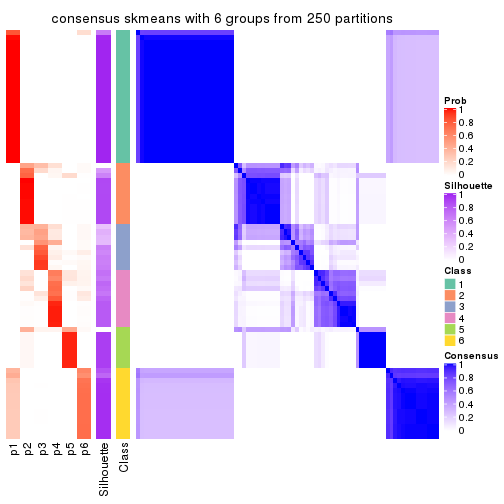 consensus skmeans with 6 groups from 250 partitions
Prob
1
0.8
0.6
0.4
0.2
0
Silhouette
1
0.8
0.6
0.4
0.2
0
Class
1
2
3
4
5
6
Consensus
1
0.8
0.6
0.4
0.2
0
p1
p2
p3
p4
p5
p6
Silhouette
Class